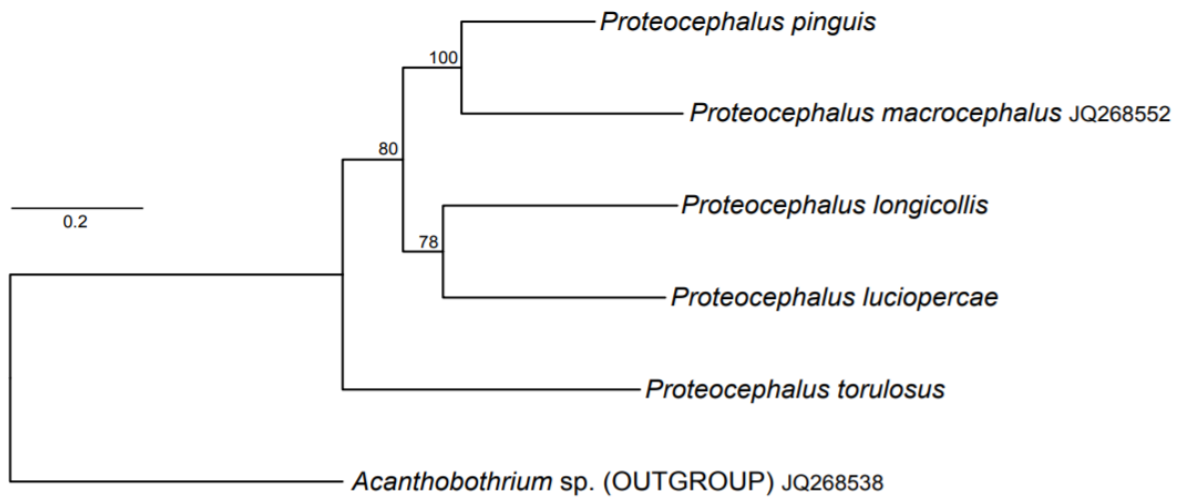 Proteocephalus pinguis
100
Proteocephalus macrocephalus JQ268552
80
Proteocephalus longicollis
0.2
78
Proteocephalus luciopercae
Proteocephalus torulosus
Acanthobothrium sp. (OUTGROUP) JQ268538